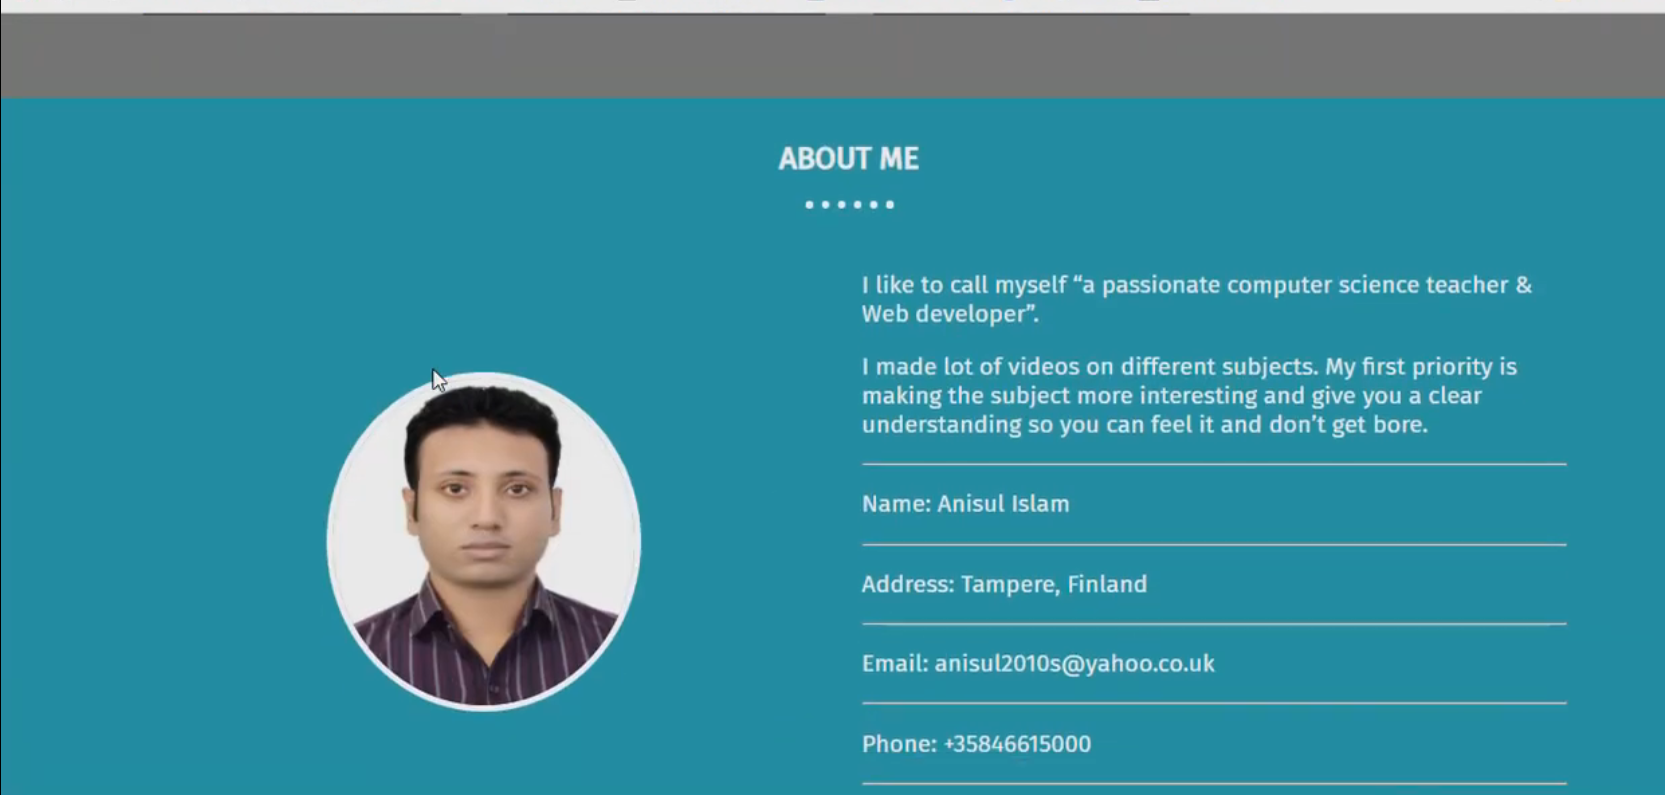 ABOUT ME
I like to call myself “a passionate computer science teacher &
Web developer”.
I made lot of videos on different subjects. My first priority is
making the subject more interesting and give you a clear
understanding so you can feel it and don’t get bore.
Name: Anisul Islam
Address: Tampere, Finland
Email: anisul2010s@yahoo.co.uk
Phone: +35846615000